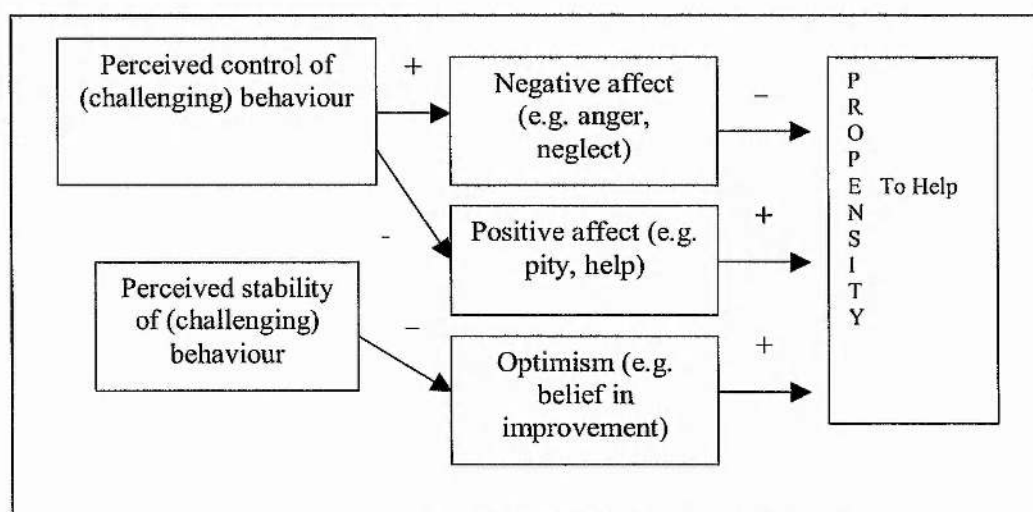 Perceived control of
(challenging) behaviour
+
Negative affect
(e.g. anger,
neglect)
–
-
Positive affect (e.g.
pity, help)
+
Perceived stability
of (challenging)
behaviour
–
Optimism (e.g.
belief in
improvement)
+
P
R
O
P
E
N
S
I
T
Y
To Help